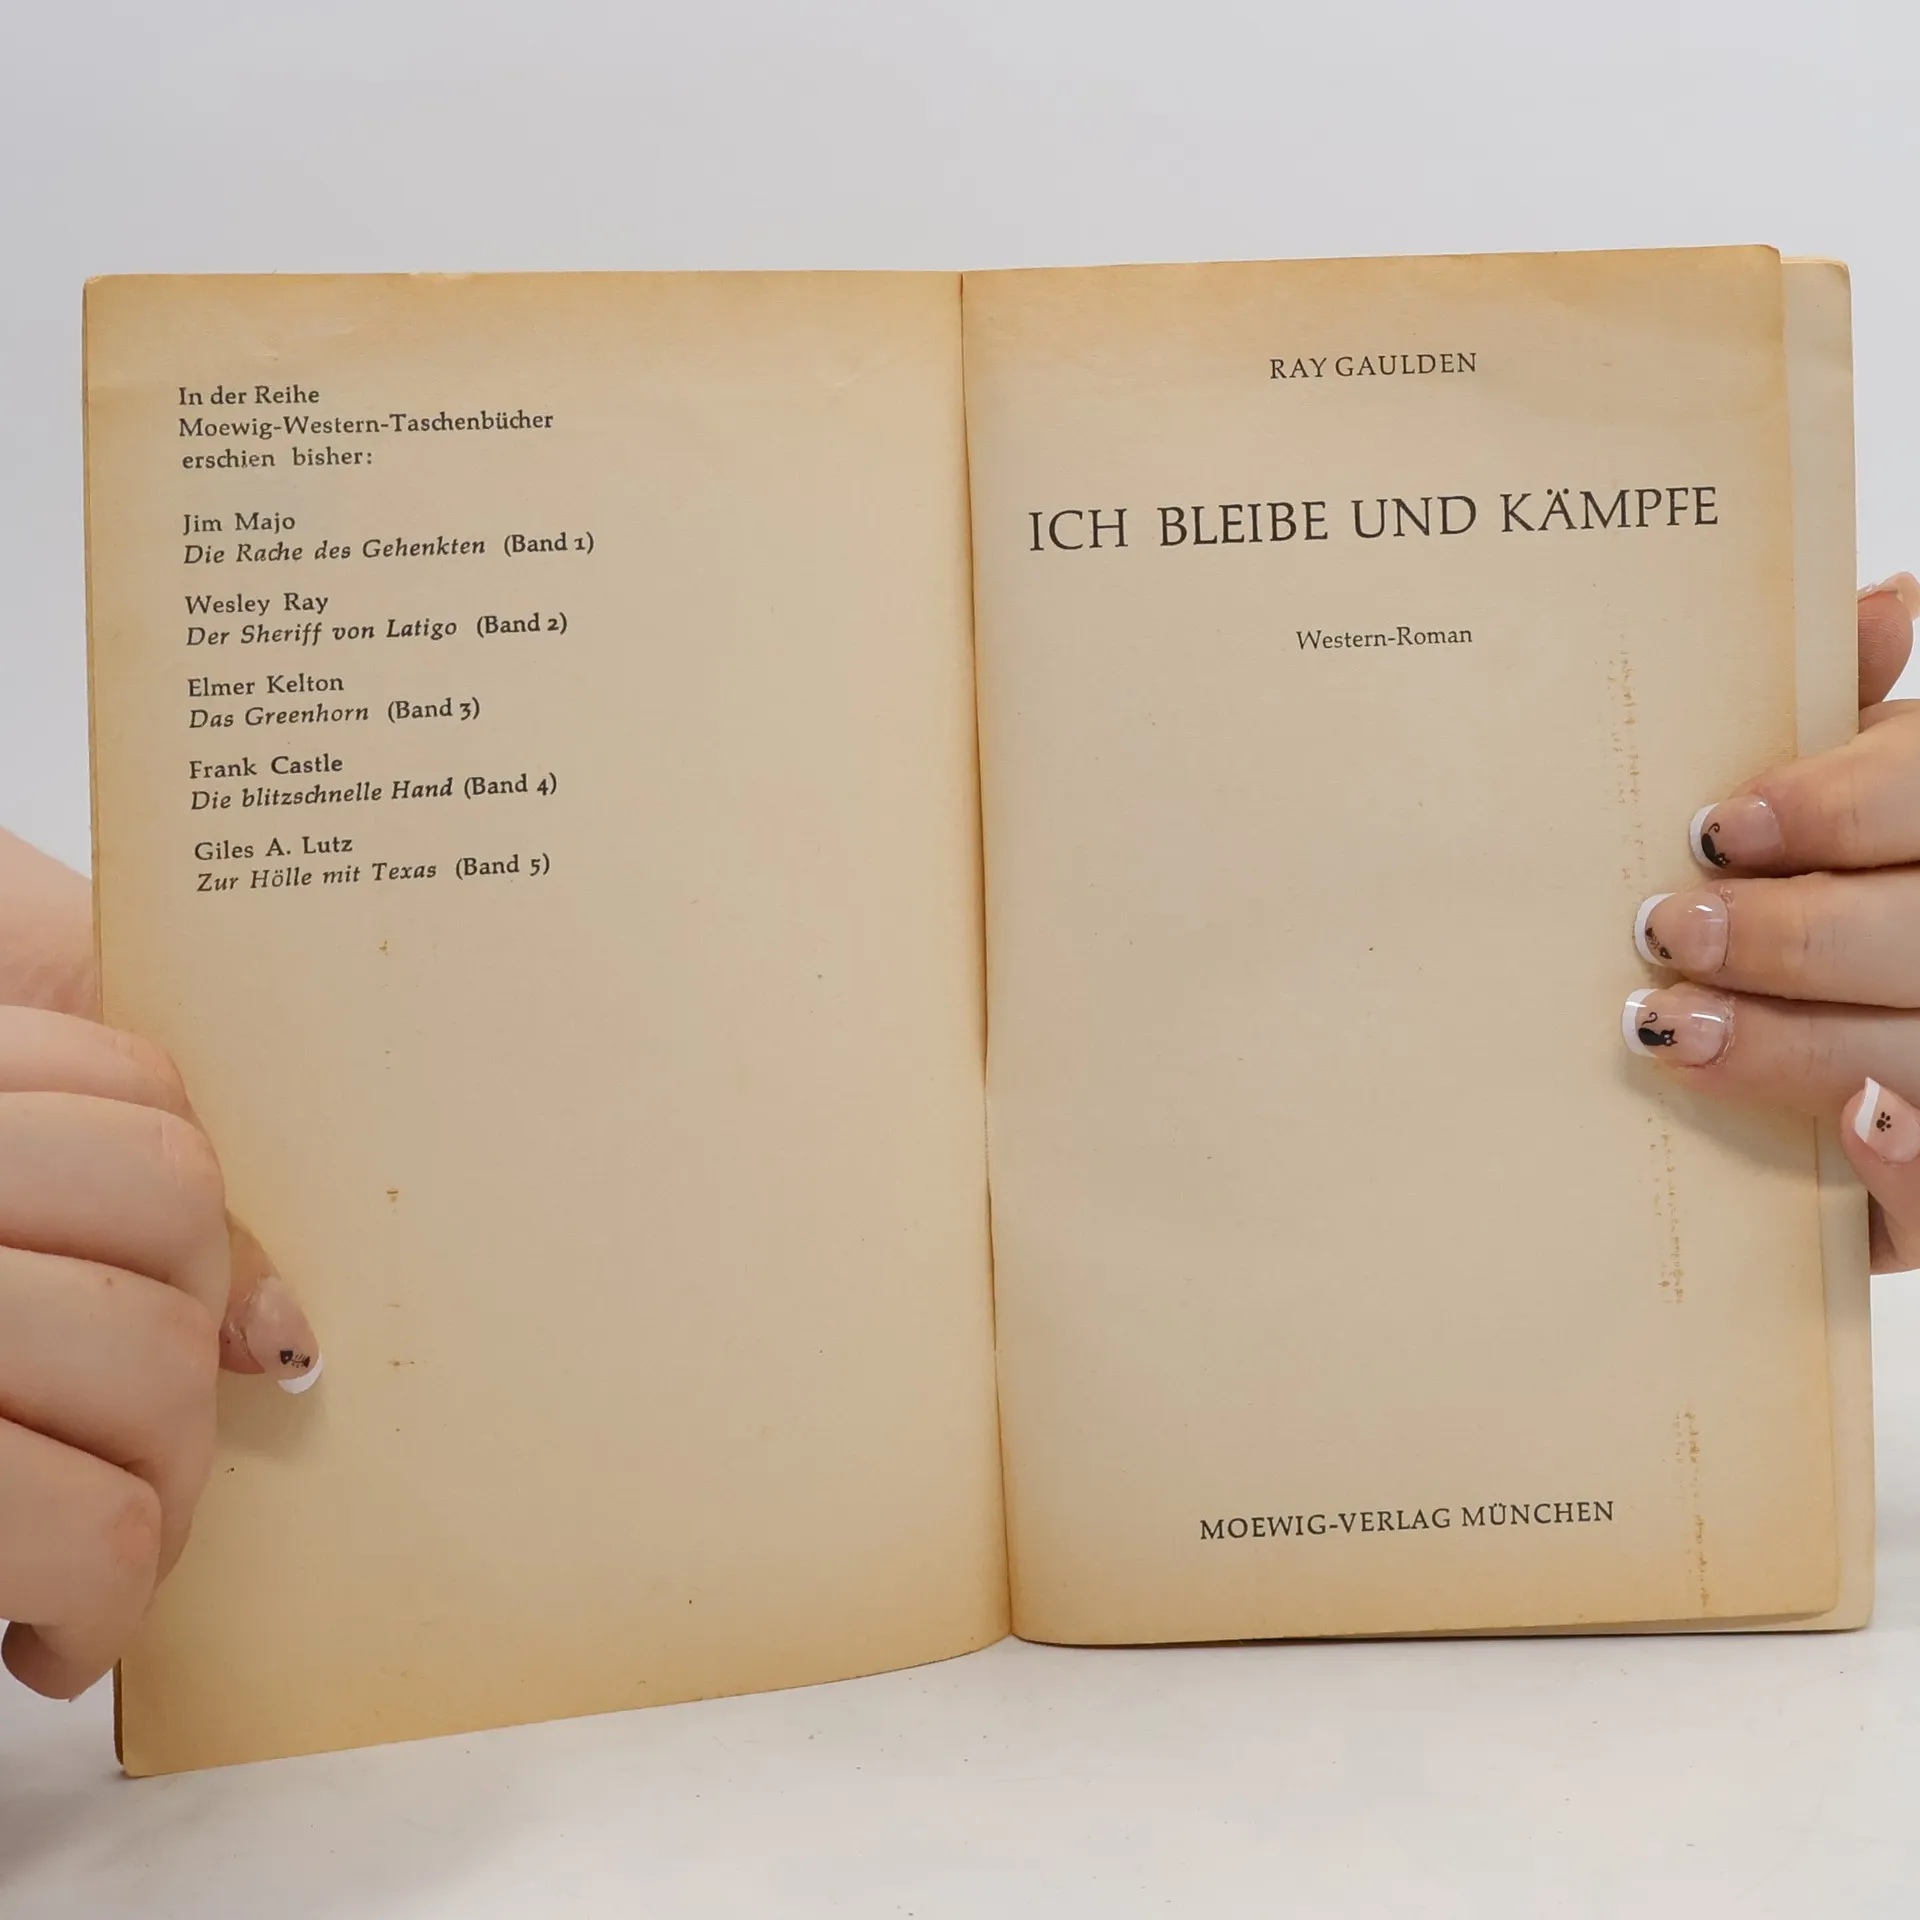 In der Reihe
Moewig-Western-Taschenbücher
erschien bisher:
Jim Majo
Die Rache des Gehenkten (Band 1)
Wesley Ray
Der Sheriff von Latigo (Band 2)
Elmer Kelton
Das Greenhorn (Band 3)
Frank Castle
Die blitzschnelle Hand (Band 4)
Giles A. Lutz
Zur Hölle mit Texas (Band 5)
RAY GAULDEN
ICH BLEIBE UND KÄMPFE
Western-Roman
MOEWIG-VERLAG MÜNCHEN